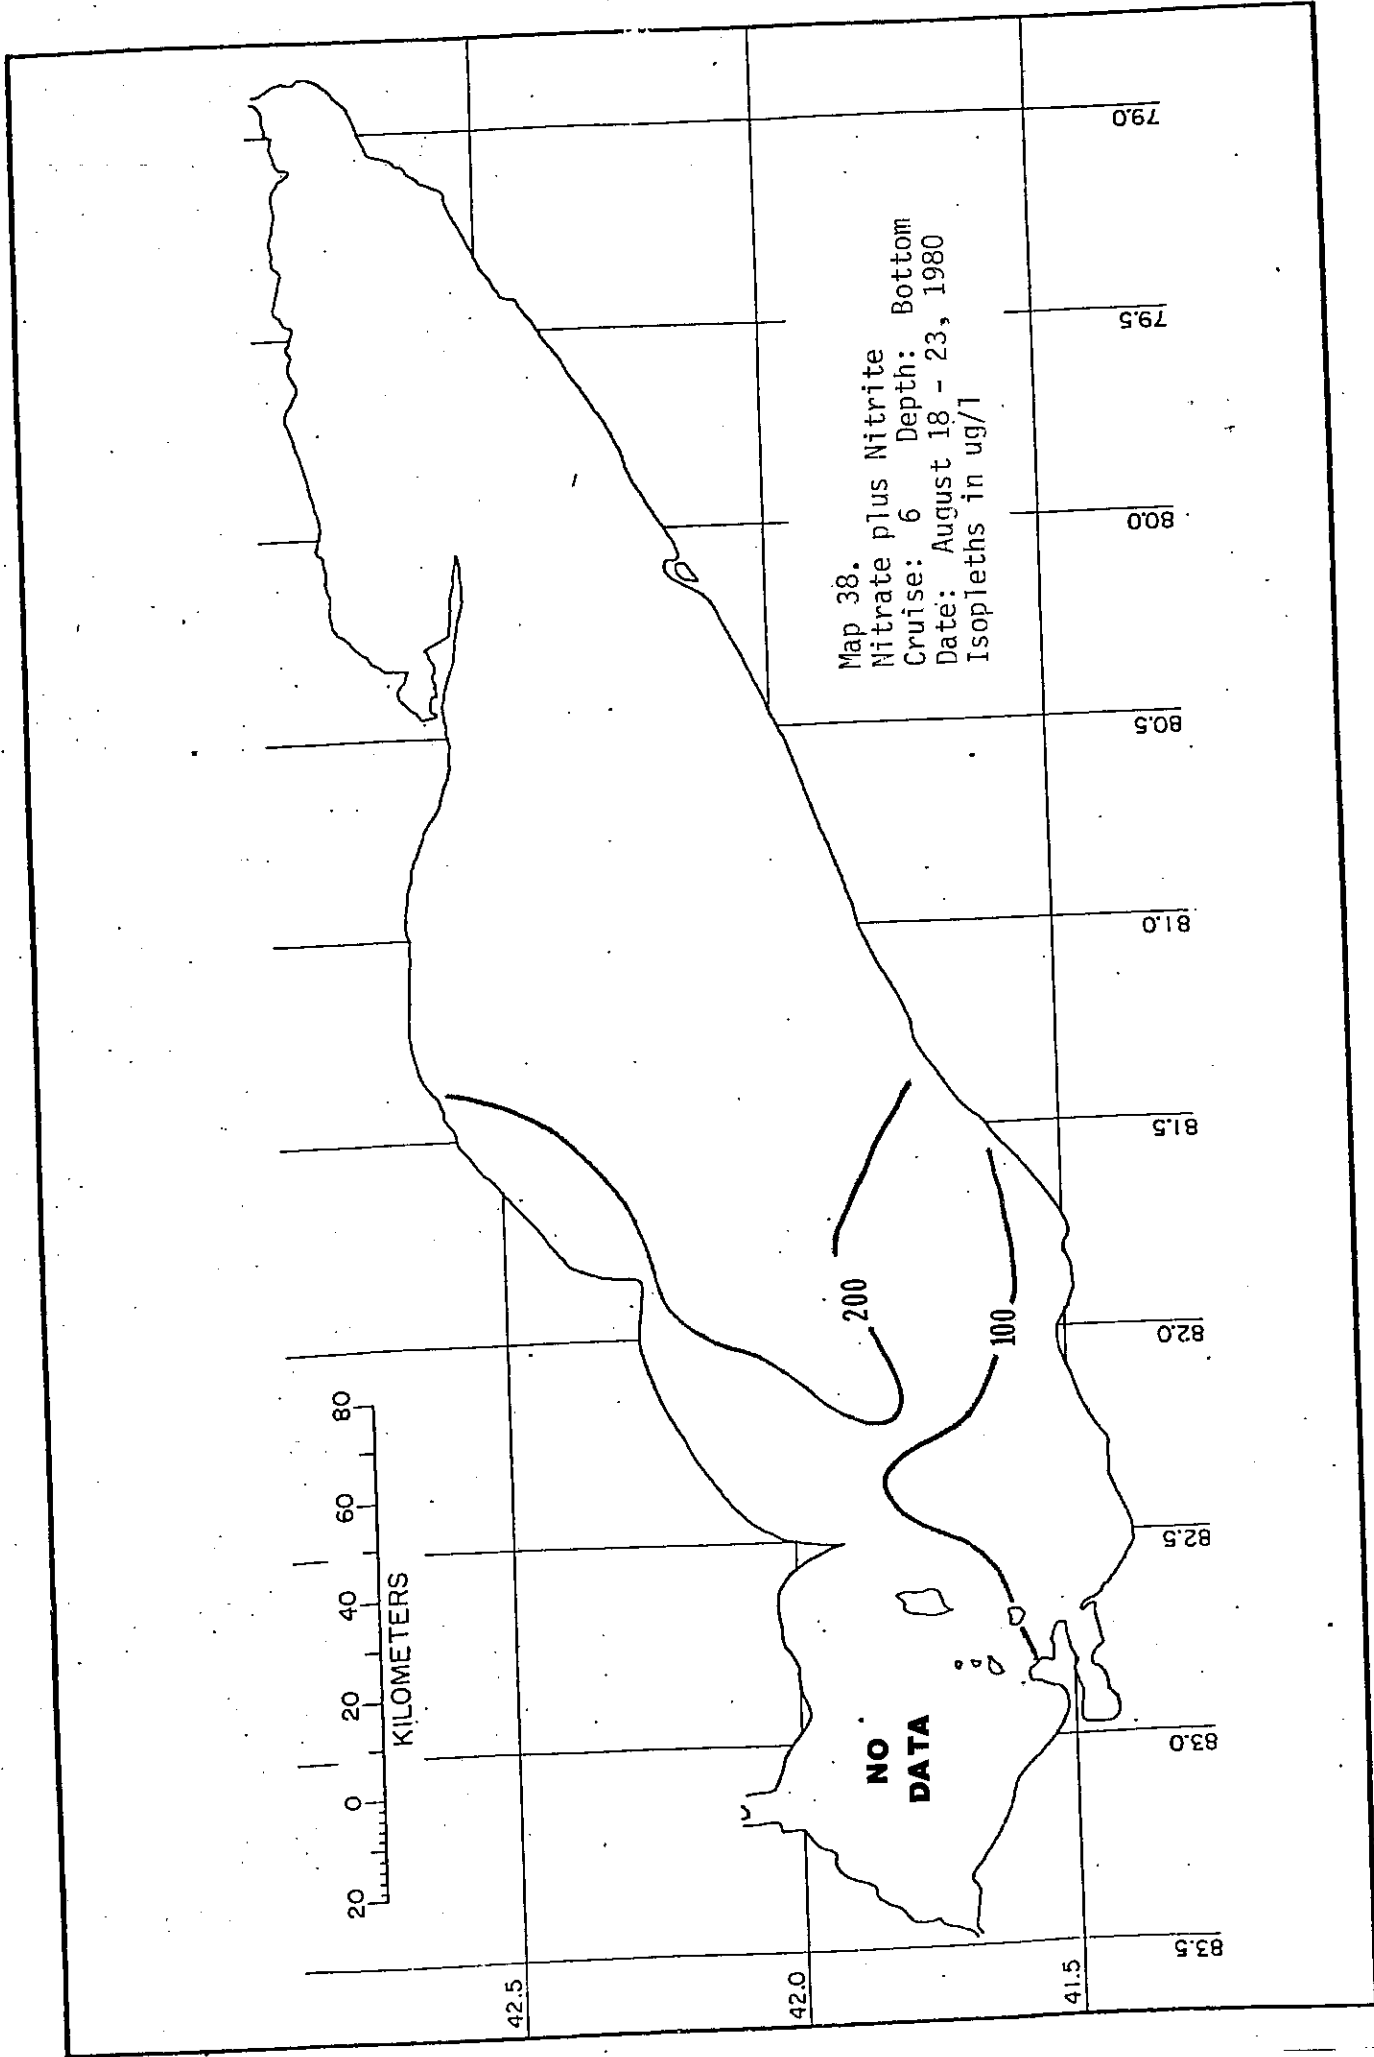 Map 38.
Nitrate plus Nitrite
Cruise: 6 Depth: Bottom
Date: August 18 - 23, 1980
Isopleths in ug/l
20 0 20 40 60 80
KILOMETERS
42.5
42.0
41.5
83.5
83.0
82.5
82.0
81.5
81.0
80.5
80.0
79.5
79.0
200
100
NO
DATA